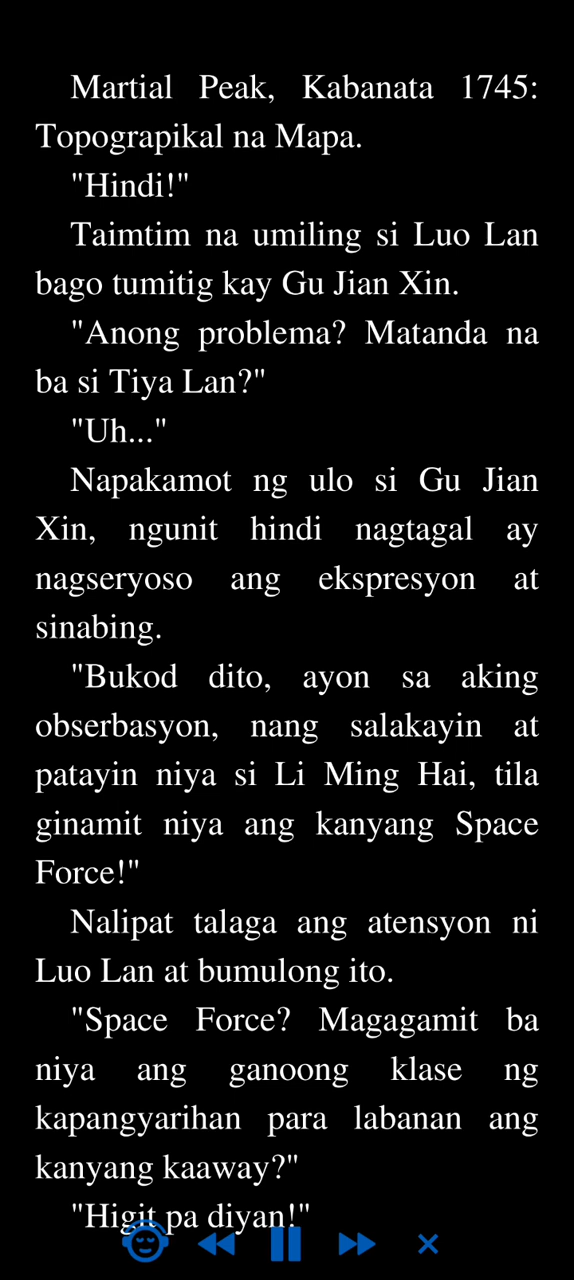 Martial Peak, Kabanata 1745:
Topograpikal na Mapa.
"Hindi!"
Taimtim na umiling si Luo Lan
bago tumitig kay Gu Jian Xin.
"Anong problema? Matanda na
ba si Tiya Lan?"
"Uh..."
Napakamot ng ulo si Gu Jian
Xin, ngunit hindi nagtagal ay
nagseryoso ang ekspresyon at
sinabing.
"Bukod dito, ayon sa aking
obserbasyon, nang salakayin at
patayin niya si Li Ming Hai, tila
ginamit niya ang kanyang Space
Force!"
Nalipat talaga ang atensyon ni
Luo Lan at bumulong ito.
"Space Force? Magagamit ba
niya ang ganoong klase ng
kapangyarihan para labanan ang
kanyang kaaway?"
"Higit pa diyan!"